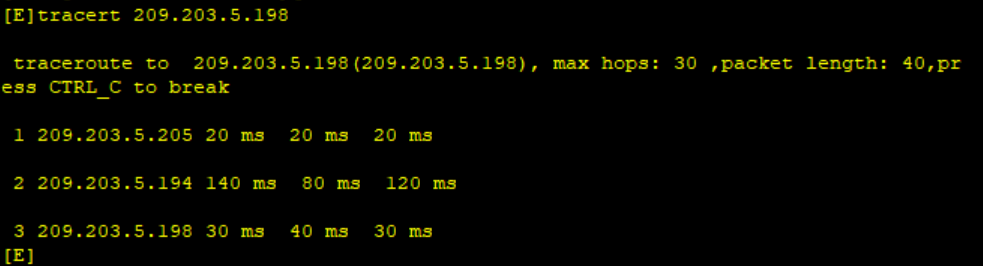 [E]tracert 209.203.5.198
traceroute to  209.203.5.198(209.203.5.198), max hops: 30 ,packet length: 40,pr
ess CTRL_C to break
1 209.203.5.205 20 ms  20 ms  20 ms
2 209.203.5.194 140 ms  80 ms  120 ms
3 209.203.5.198 30 ms  40 ms  30 ms
[E]